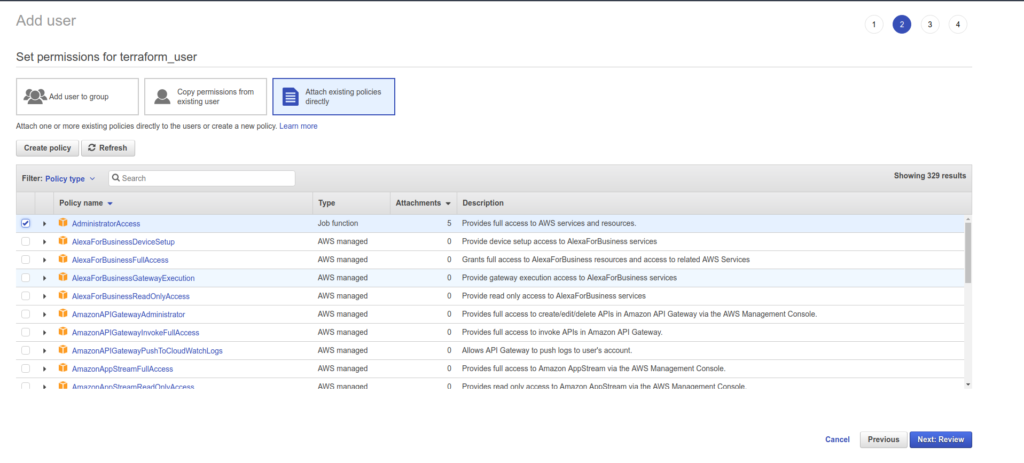 Add user
1 2 3 4
Set permissions for terraform_user
Add user to group
Copy permissions from existing user
Attach existing policies directly
Attach one or more existing policies directly to the users or create a new policy. Learn more
Create policy Refresh
Filter: Policy type Search Showing 329 results
Policy name Type Attachments Description
AdministratorAccess Job function 5 Provides full access to AWS services and resources.
AlexaForBusinessDeviceSetup AWS managed 0 Provide device setup access to AlexaForBusiness services
AlexaForBusinessFullAccess AWS managed 0 Grants full access to AlexaForBusiness resources and access to related AWS Services
AlexaForBusinessGatewayExecution AWS managed 0 Provide gateway execution access to AlexaForBusiness services
AlexaForBusinessReadOnlyAccess AWS managed 0 Provide read only access to AlexaForBusiness services
AmazonAPIGatewayAdministrator AWS managed 0 Provides full access to create/edit/delete APIs in Amazon API Gateway via the AWS Management Console.
AmazonAPIGatewayInvokeFullAccess AWS managed 0 Provides full access to invoke APIs in Amazon API Gateway.
AmazonAPIGatewayPushToCloudWatchLogs AWS managed 0 Allows API Gateway to push logs to user's account.
AmazonAppStreamFullAccess AWS managed 0 Provides full access to Amazon AppStream via the AWS Management Console.
AmazonAppStreamReadOnlyAccess AWS managed 0 Provides read only access to Amazon AppStream via the AWS Management Console.
Cancel Previous Next: Review